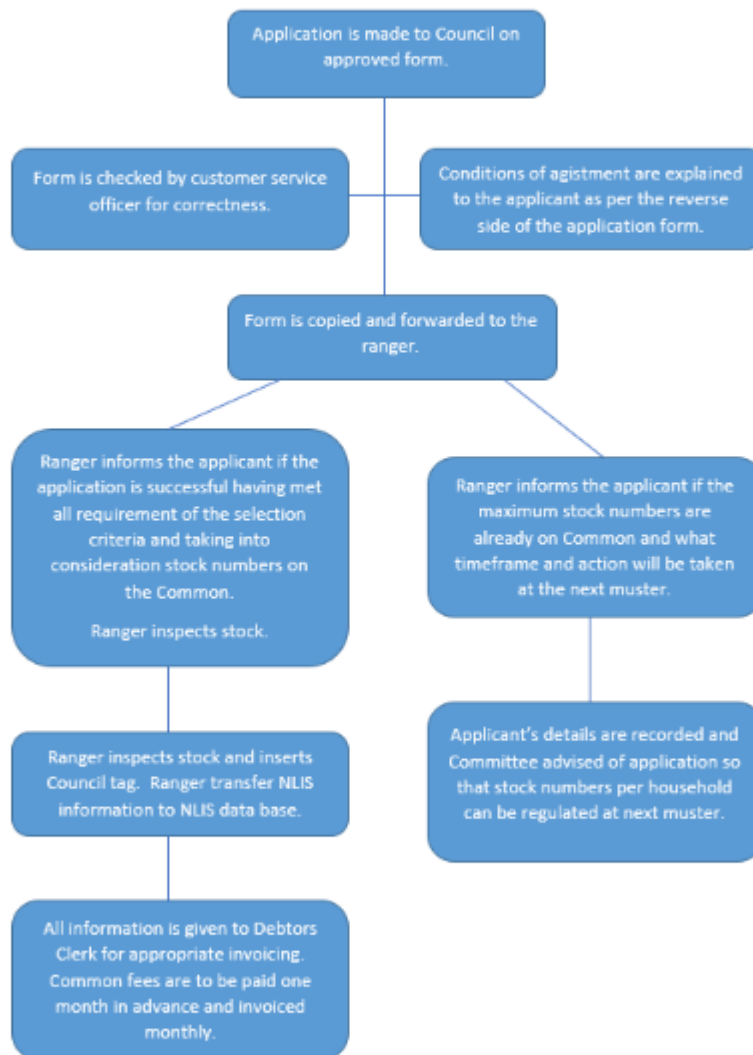 Application is made to Council on
approved form.
Form is checked by customer service
officer for correctness.
Conditions of agistment are explained
to the applicant as per the reverse
side of the application form.
Form is copied and forwarded to the
ranger.
Ranger informs the applicant if the
application is successful having met
all requirement of the selection
criteria and taking into
consideration stock numbers on
the Common.
Ranger inspects stock.
Ranger informs the applicant if the
maximum stock numbers are
already on Common and what
timeframe and action will be taken
at the next muster.
Ranger inspects stock and inserts
Council tag. Ranger transfer NLIS
information to NLIS data base.
Applicant's details are recorded and
Committee advised of application so
that stock numbers per household
can be regulated at next muster.
All information is given to Debtors
Clerk for appropriate invoicing.
Common fees are to be paid one
month in advance and invoiced
monthly.